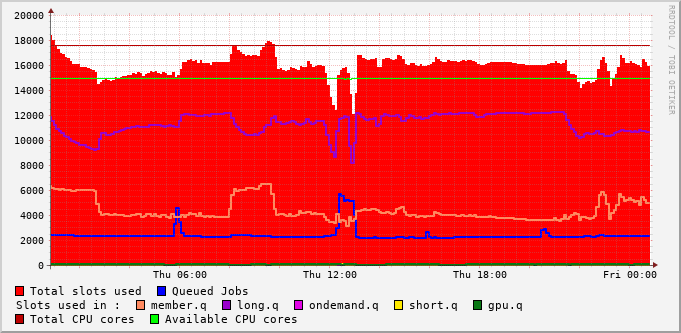 RRDTOOL / TOBI OETIKER
20000
18000
16000
14000
12000
10000
8000
6000
4000
2000
0
Thu 06:00 Thu 12:00 Thu 18:00 Fri 00:00
Total slots used Queued Jobs
Slots used in : member.q long.q ondemand.q short.q gpu.q
Total CPU cores Available CPU cores